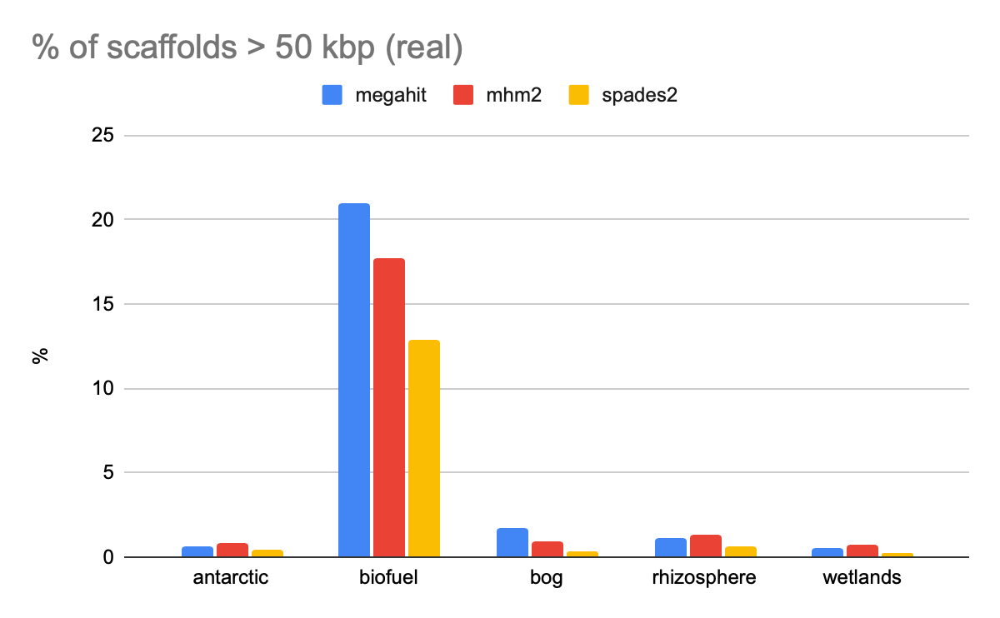 % of scaffolds > 50 kbp (real)
megahit mhm2 spades2
25
20
15
10
5
0
%
antarctic biofuel bog rhizosphere wetlands